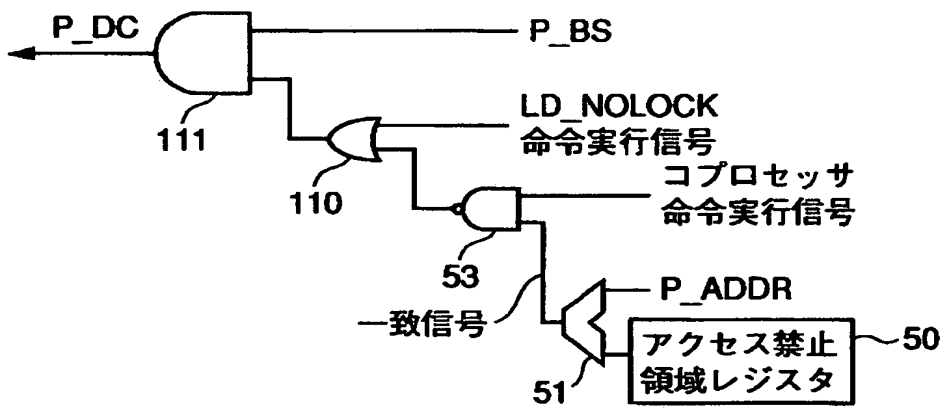 P_DC
P_BS
111
LD_NOLOCK
命令実行信号
110
コプロセッサ
命令実行信号
53
P_ADDR
一致信号
51
アクセス禁止
領域レジスタ
50